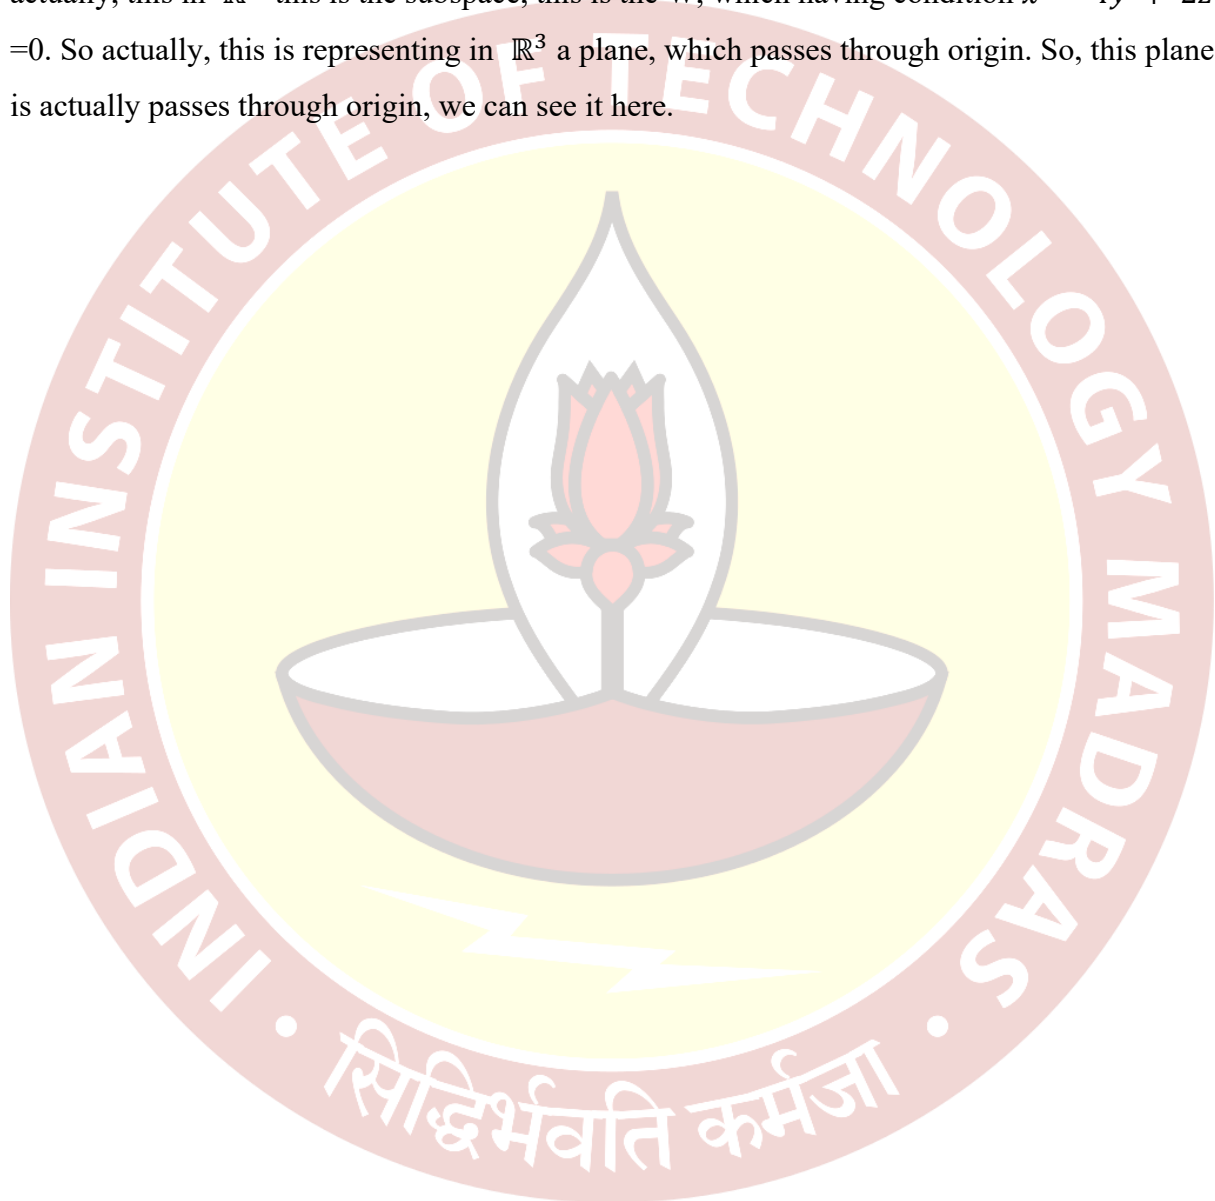 =0. So actually, this is representing in ℝ³ a plane, which passes through origin. So, this plane
is actually passes through origin, we can see it here.
INDIAN INSTITUTE OF TECHNOLOGY MADRAS
सिद्धिर्भवति कर्मजा